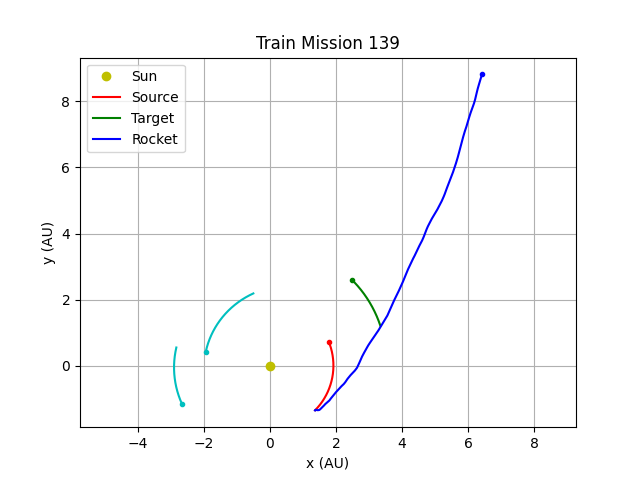 Train Mission 139
Sun
Source
Target
Rocket
8
6
4
2
0
−4
−2
0
2
4
6
8
y (AU)
x (AU)